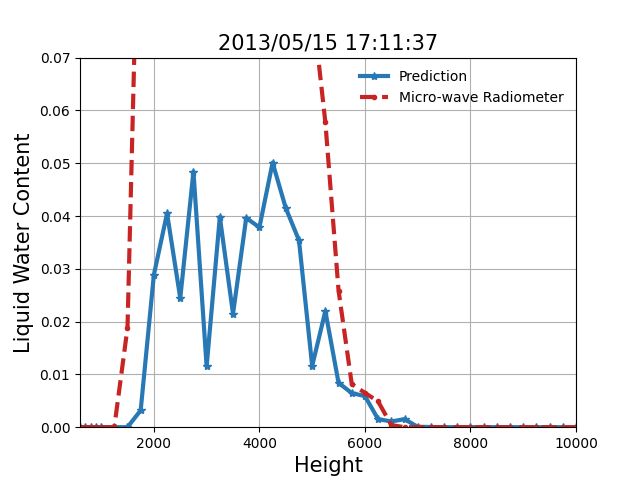 2013/05/15 17:11:37
Prediction
Micro-wave Radiometer
Liquid Water Content
0.07
0.06
0.05
0.04
0.03
0.02
0.01
0.00
2000 4000 6000 8000 10000
Height